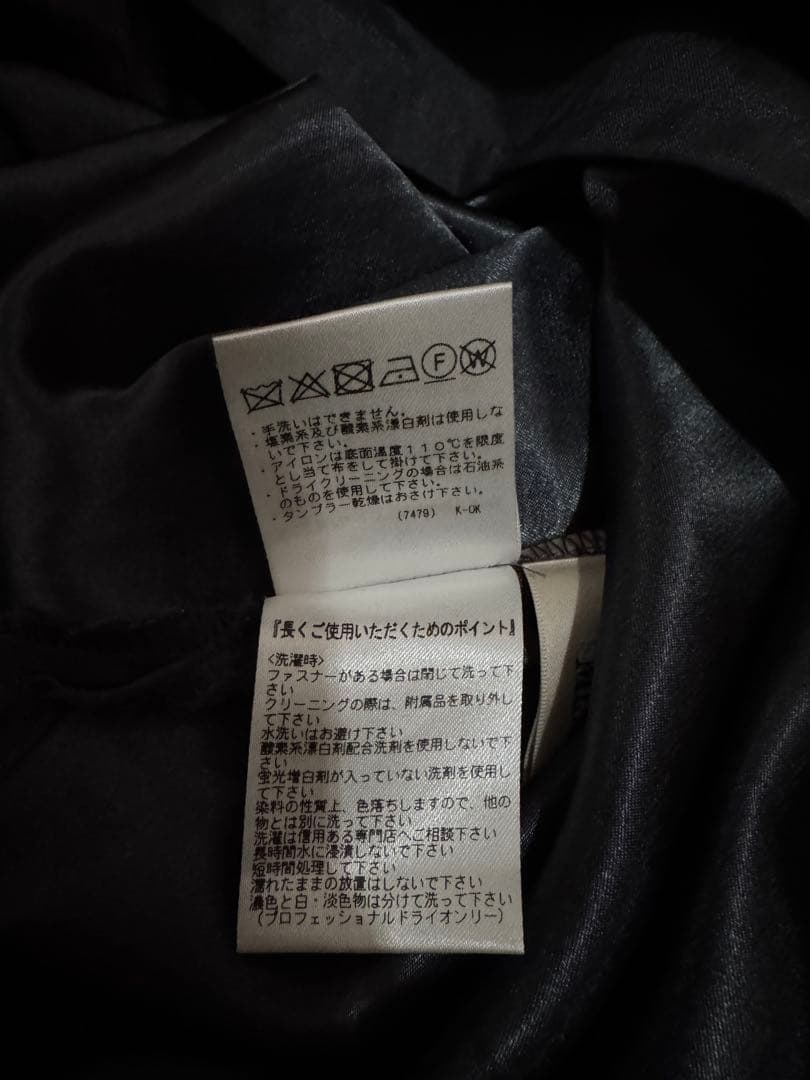 F W
・手洗いはできません。
・塩素系及び酸素系漂白剤は使用しな
いで下さい。
・アイロンは底面温度110℃を限度
とし当て布をして掛けて下さい。
・ドライクリーニングの場合は石油系
のものを使用して下さい。
・タンブラー乾燥はおさけ下さい。
(7479) K-OK
『長くご使用いただくためのポイント』
<洗濯時>
ファスナーがある場合は閉じて洗って下
さい
クリーニングの際は、附属品を取り外し
て下さい
水洗いはお避け下さい
酸素系漂白剤配合洗剤を使用しないで下
さい
蛍光増白剤が入っていない洗剤を使用し
て下さい
染料の性質上、色落ちしますので、他の
物とは別に洗って下さい
洗濯は信用ある専門店へご相談下さい
長時間水に浸漬しないで下さい
短時間処理して下さい
濡れたままの放置はしないで下さい
濃色と白・淡色物は分けて洗って下さい
(プロフェッショナルドライオンリー)